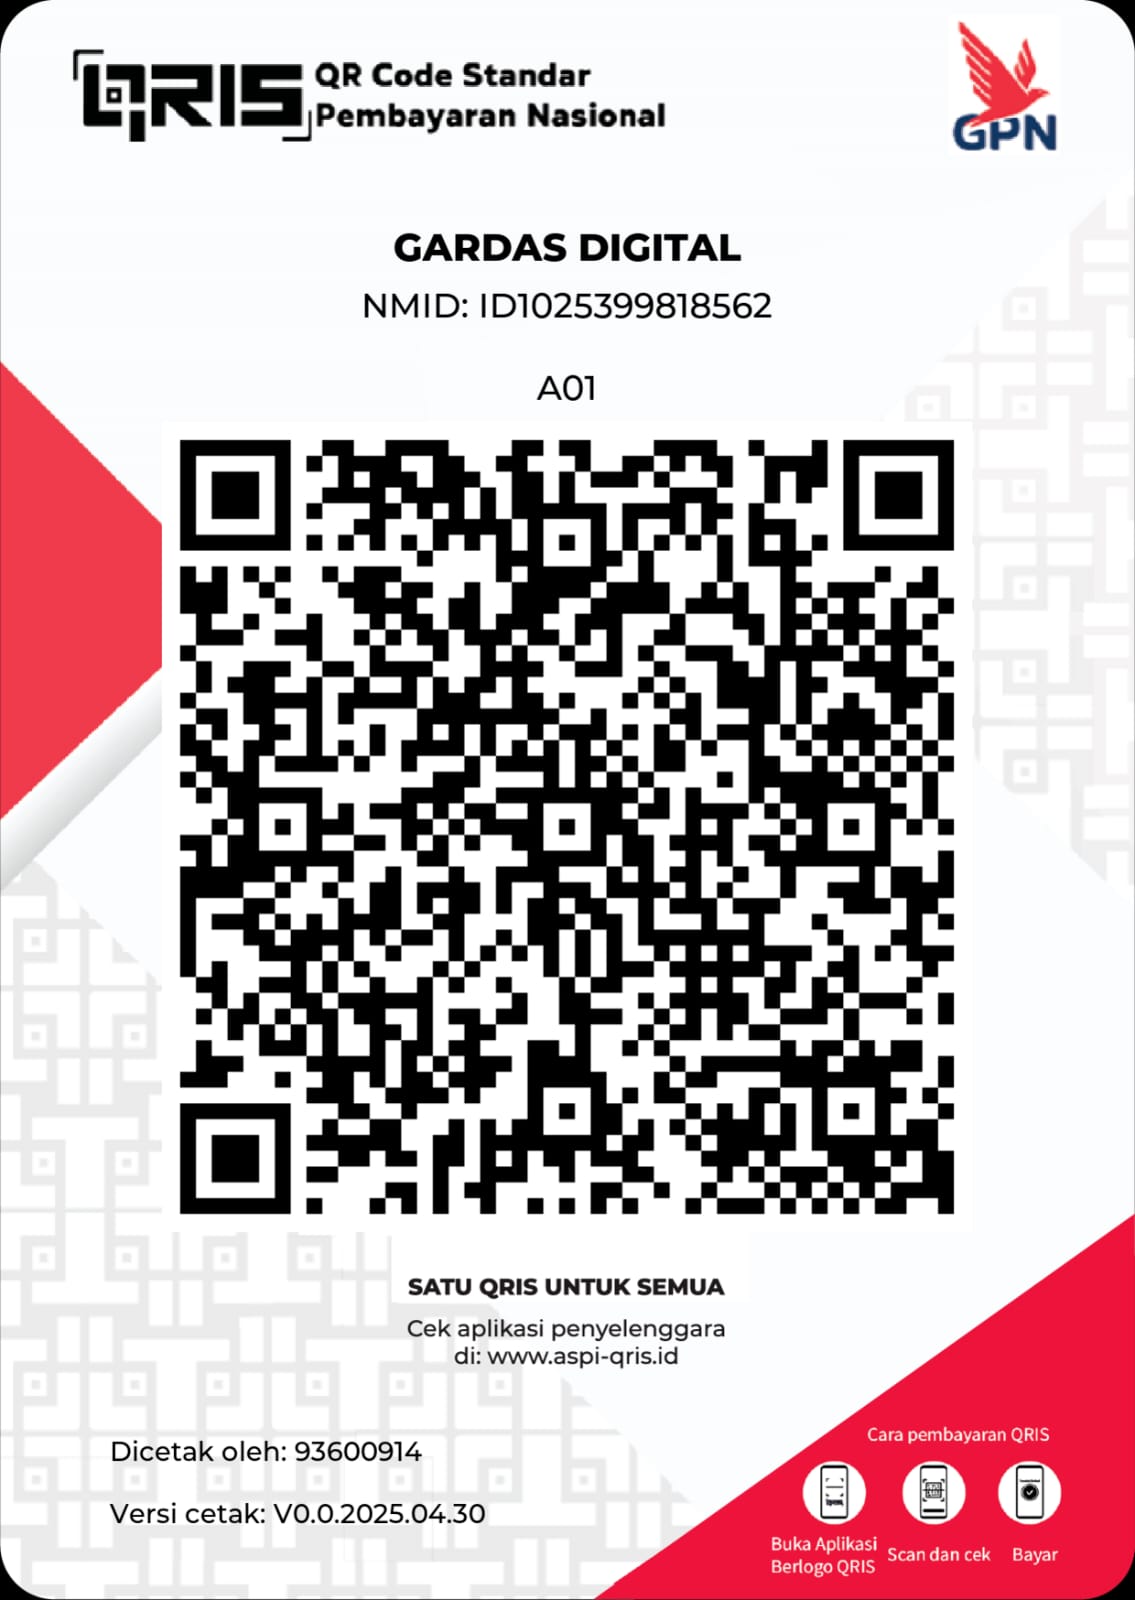 QRIS
QR Code Standar
Pembayaran Nasional
GPN
GARDAS DIGITAL
NMID: ID1025399818562
A01
SATU QRIS UNTUK SEMUA
Cek aplikasi penyelenggara
di: www.aspi-qris.id
Dicetak oleh: 93600914
Versi cetak: V0.0.2025.04.30
Cara pembayaran QRIS
Buka Aplikasi
Berlogo QRIS
Scan dan cek
Bayar